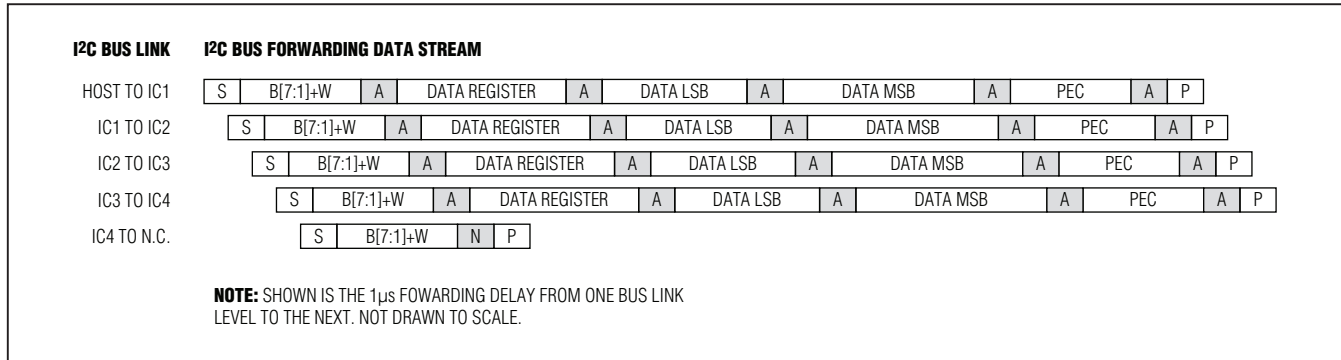 I²C BUS LINK I²C BUS FORWARDING DATA STREAM
HOST TO IC1 S B[7:1]+W A DATA REGISTER A DATA LSB A DATA MSB A PEC A P
IC1 TO IC2 S B[7:1]+W A DATA REGISTER A DATA LSB A DATA MSB A PEC A P
IC2 TO IC3 S B[7:1]+W A DATA REGISTER A DATA LSB A DATA MSB A PEC A P
IC3 TO IC4 S B[7:1]+W A DATA REGISTER A DATA LSB A DATA MSB A PEC A P
IC4 TO N.C. S B[7:1]+W N P
NOTE: SHOWN IS THE 1µs FOWARDING DELAY FROM ONE BUS LINK
LEVEL TO THE NEXT. NOT DRAWN TO SCALE.